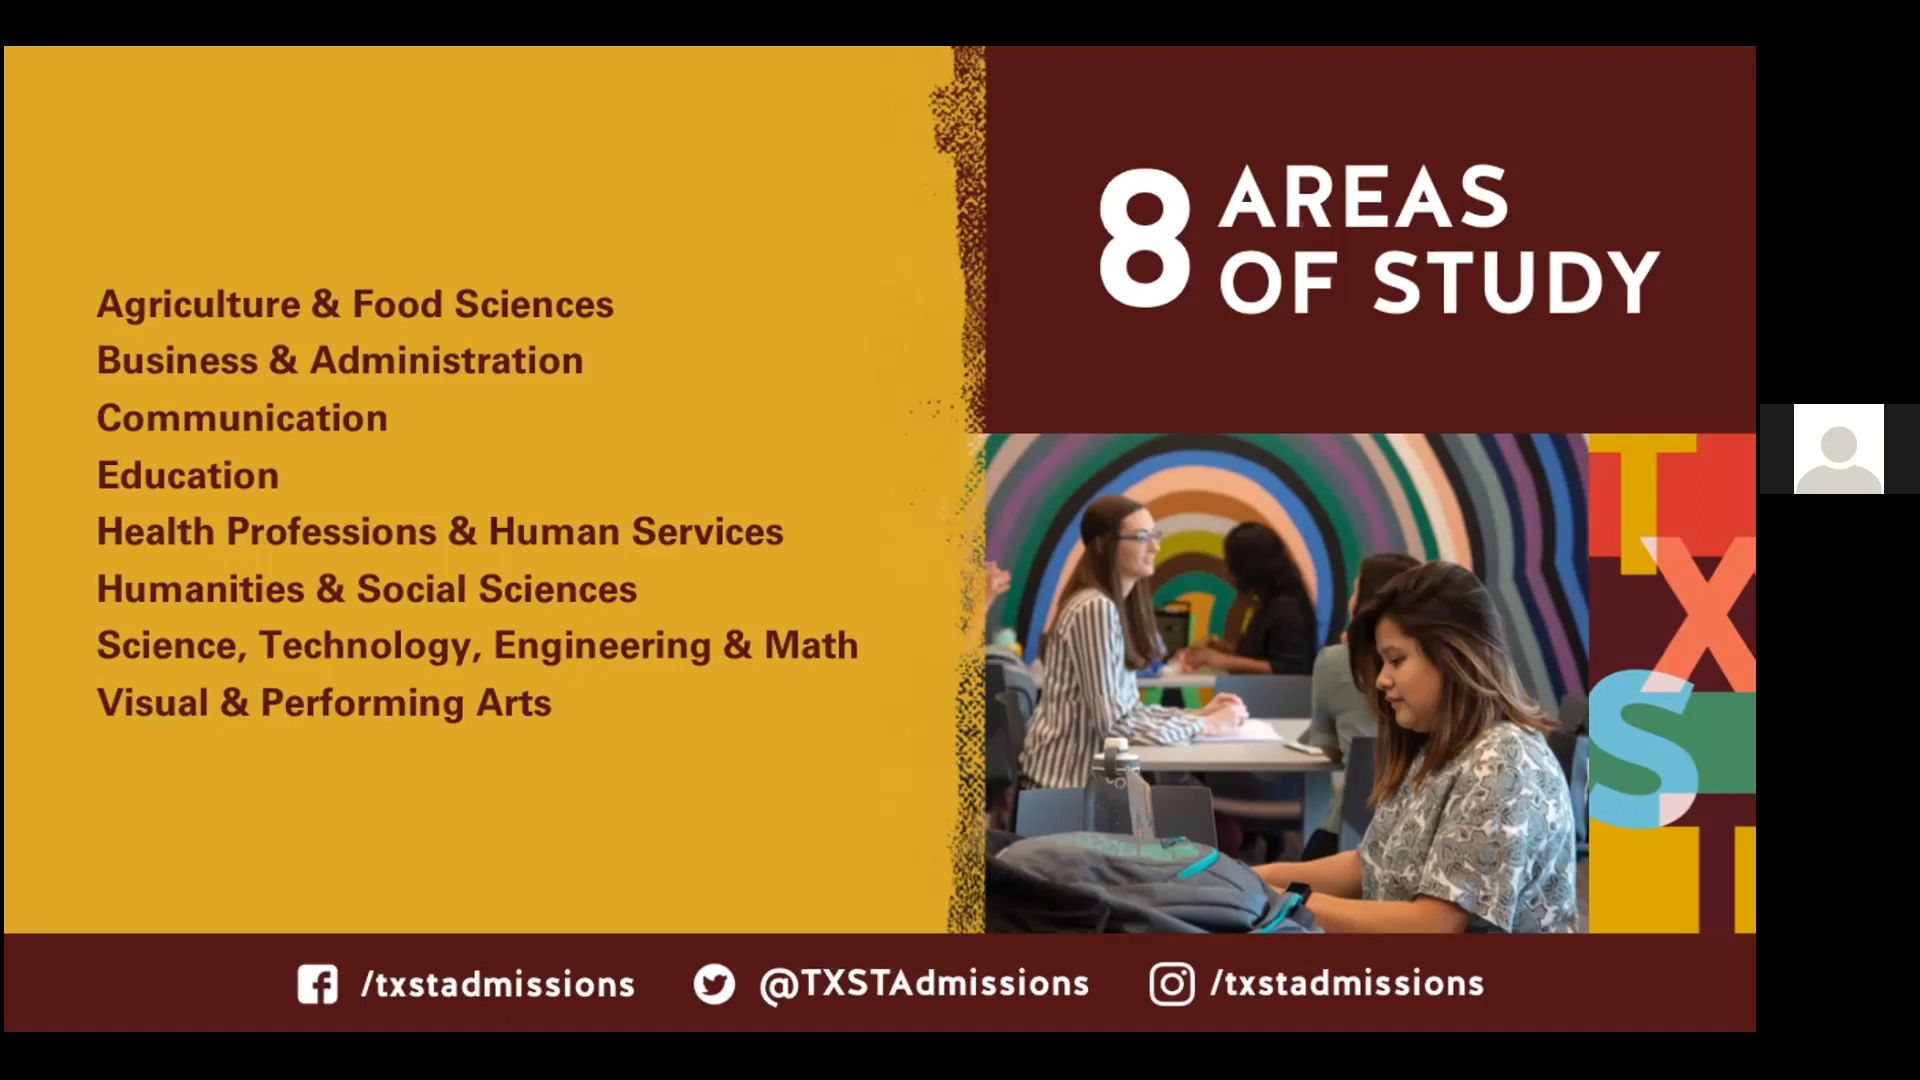 8 AREAS
OF STUDY
Agriculture & Food Sciences
Business & Administration
Communication
Education
Health Professions & Human Services
Humanities & Social Sciences
Science, Technology, Engineering & Math
Visual & Performing Arts
T
X
S
T
/txstadmissions @TXSTAdmissions /txstadmissions